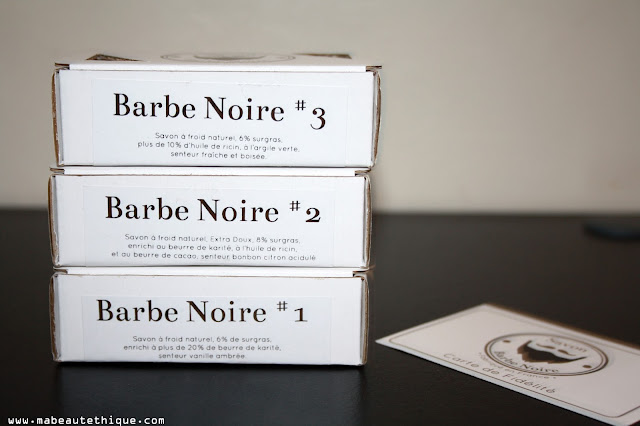 Barbe Noire #3
Savon à froid naturel, 6% surgras,
plus de 10% d'huile de ricin, à l'argile verte,
senteur fraîche et boisée.
Barbe Noire #2
Savon à froid naturel, Extra Doux, 8% surgras,
enrichi au beurre de karité, à l'huile de ricin,
et au beurre de cacao, senteur bonbon citron acidulé
Barbe Noire #1
Savon à froid naturel, 6% de surgras,
enrichi à plus de 20% de beurre de karité,
senteur vanille ambrée.
Savon
Barbe Noire
Carte de Fidélité
www.mabeautethique.com